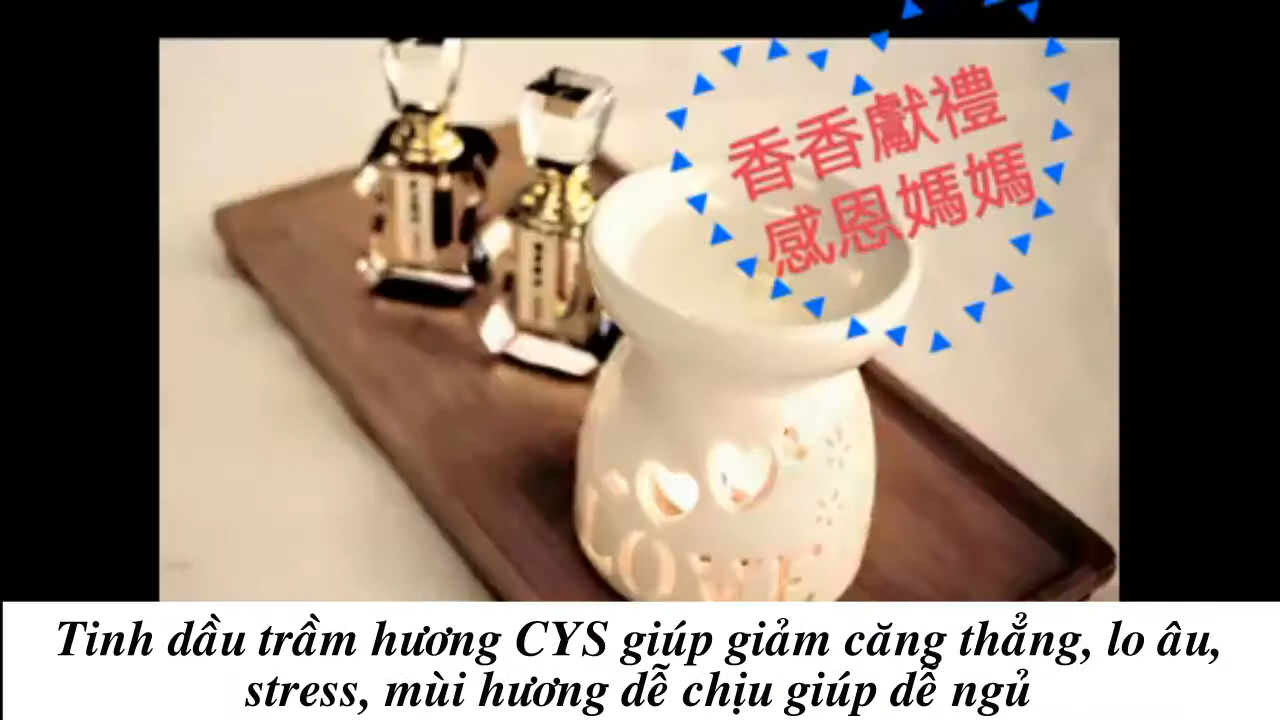 香香獻禮
感恩媽媽
LOVE
Tinh dầu trầm hương CYS giúp giảm căng thẳng, lo âu,
stress, mùi hương dễ chịu giúp dễ ngủ